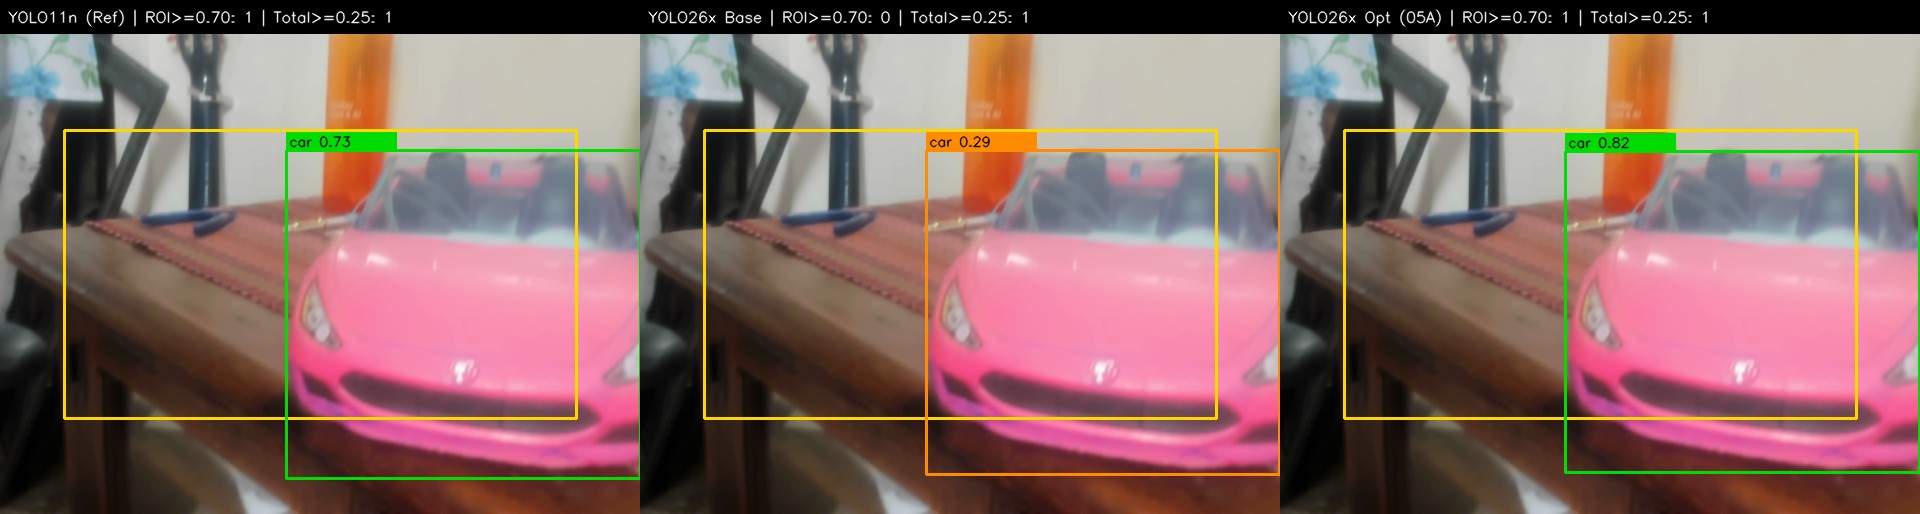 YOLO11n (Ref) | ROI>=0.70: 1 | Total>=0.25: 1
YOLO26x Base | ROI>=0.70: 0 | Total>=0.25: 1
YOLO26x Opt (05A) | ROI>=0.70: 1 | Total>=0.25: 1
car 0.73
car 0.29
car 0.82